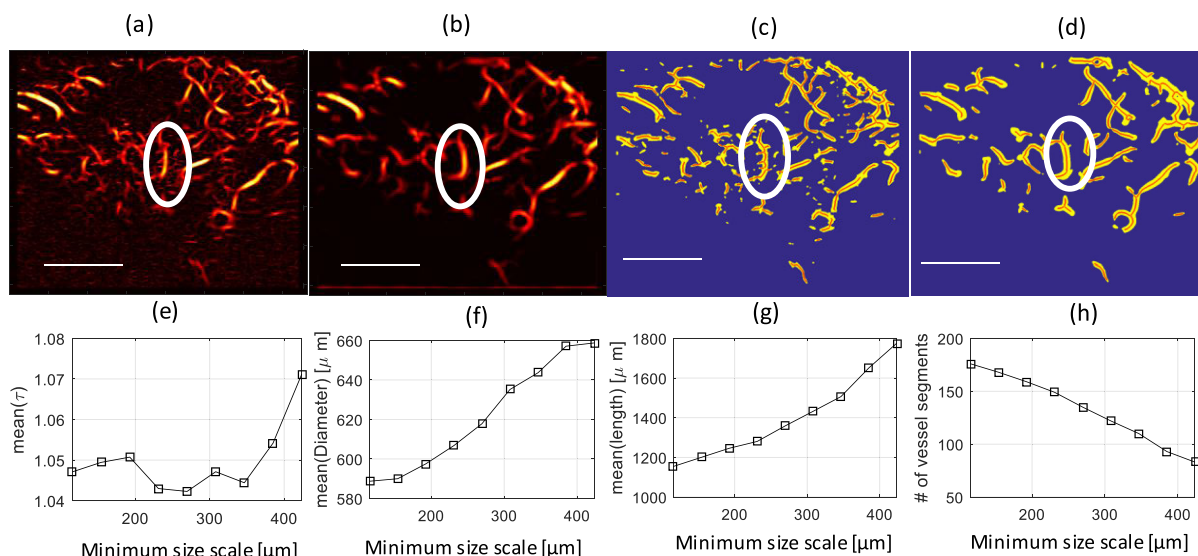 (a) (b) (c) (d)
(e) (f) (g) (h)
mean(τ)
1.08
1.07
1.06
1.05
1.04
200 300 400
Minimum size scale [µm]
mean(Diameter) [μ m]
660
640
620
600
580
200 300 400
Minimum size scale [µm]
mean(length) [μ m]
1800
1600
1400
1200
1000
200 300 400
Minimum size scale [µm]
# of vessel segments
200
150
100
50
200 300 400
Minimum size scale [µm]